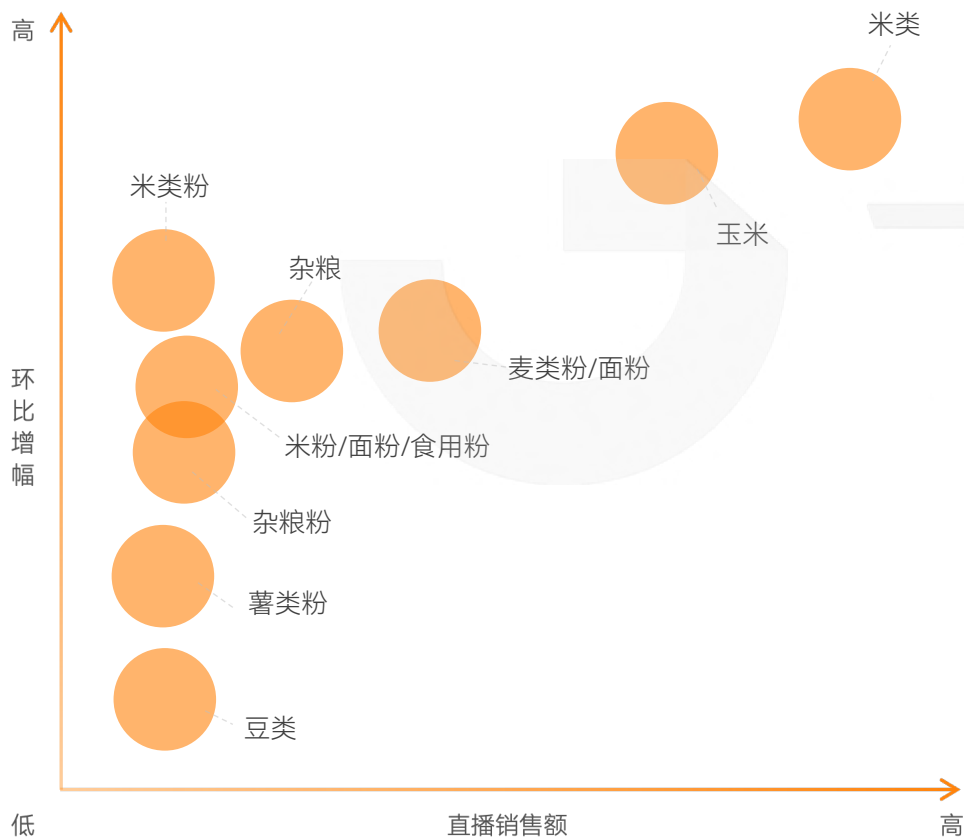 高
米类
米类粉
玉米
杂粮
麦类粉/面粉
环比增幅
米粉/面粉/食用粉
杂粮粉
薯类粉
豆类
低
直播销售额
高